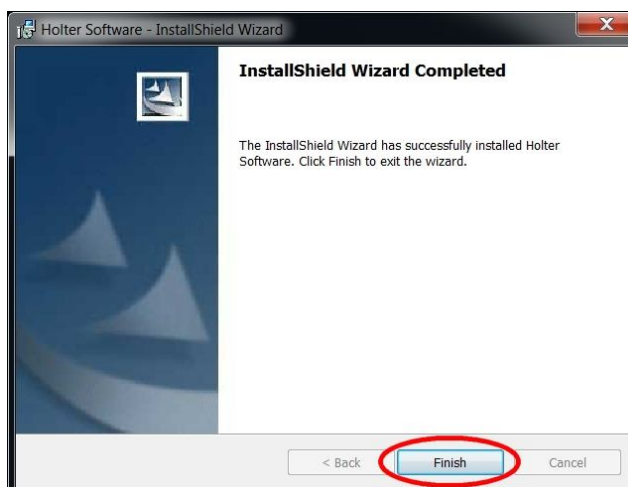 Holter Software - InstallShield Wizard
InstallShield Wizard Completed
The InstallShield Wizard has successfully installed Holter
Software. Click Finish to exit the wizard.
< Back Finish Cancel